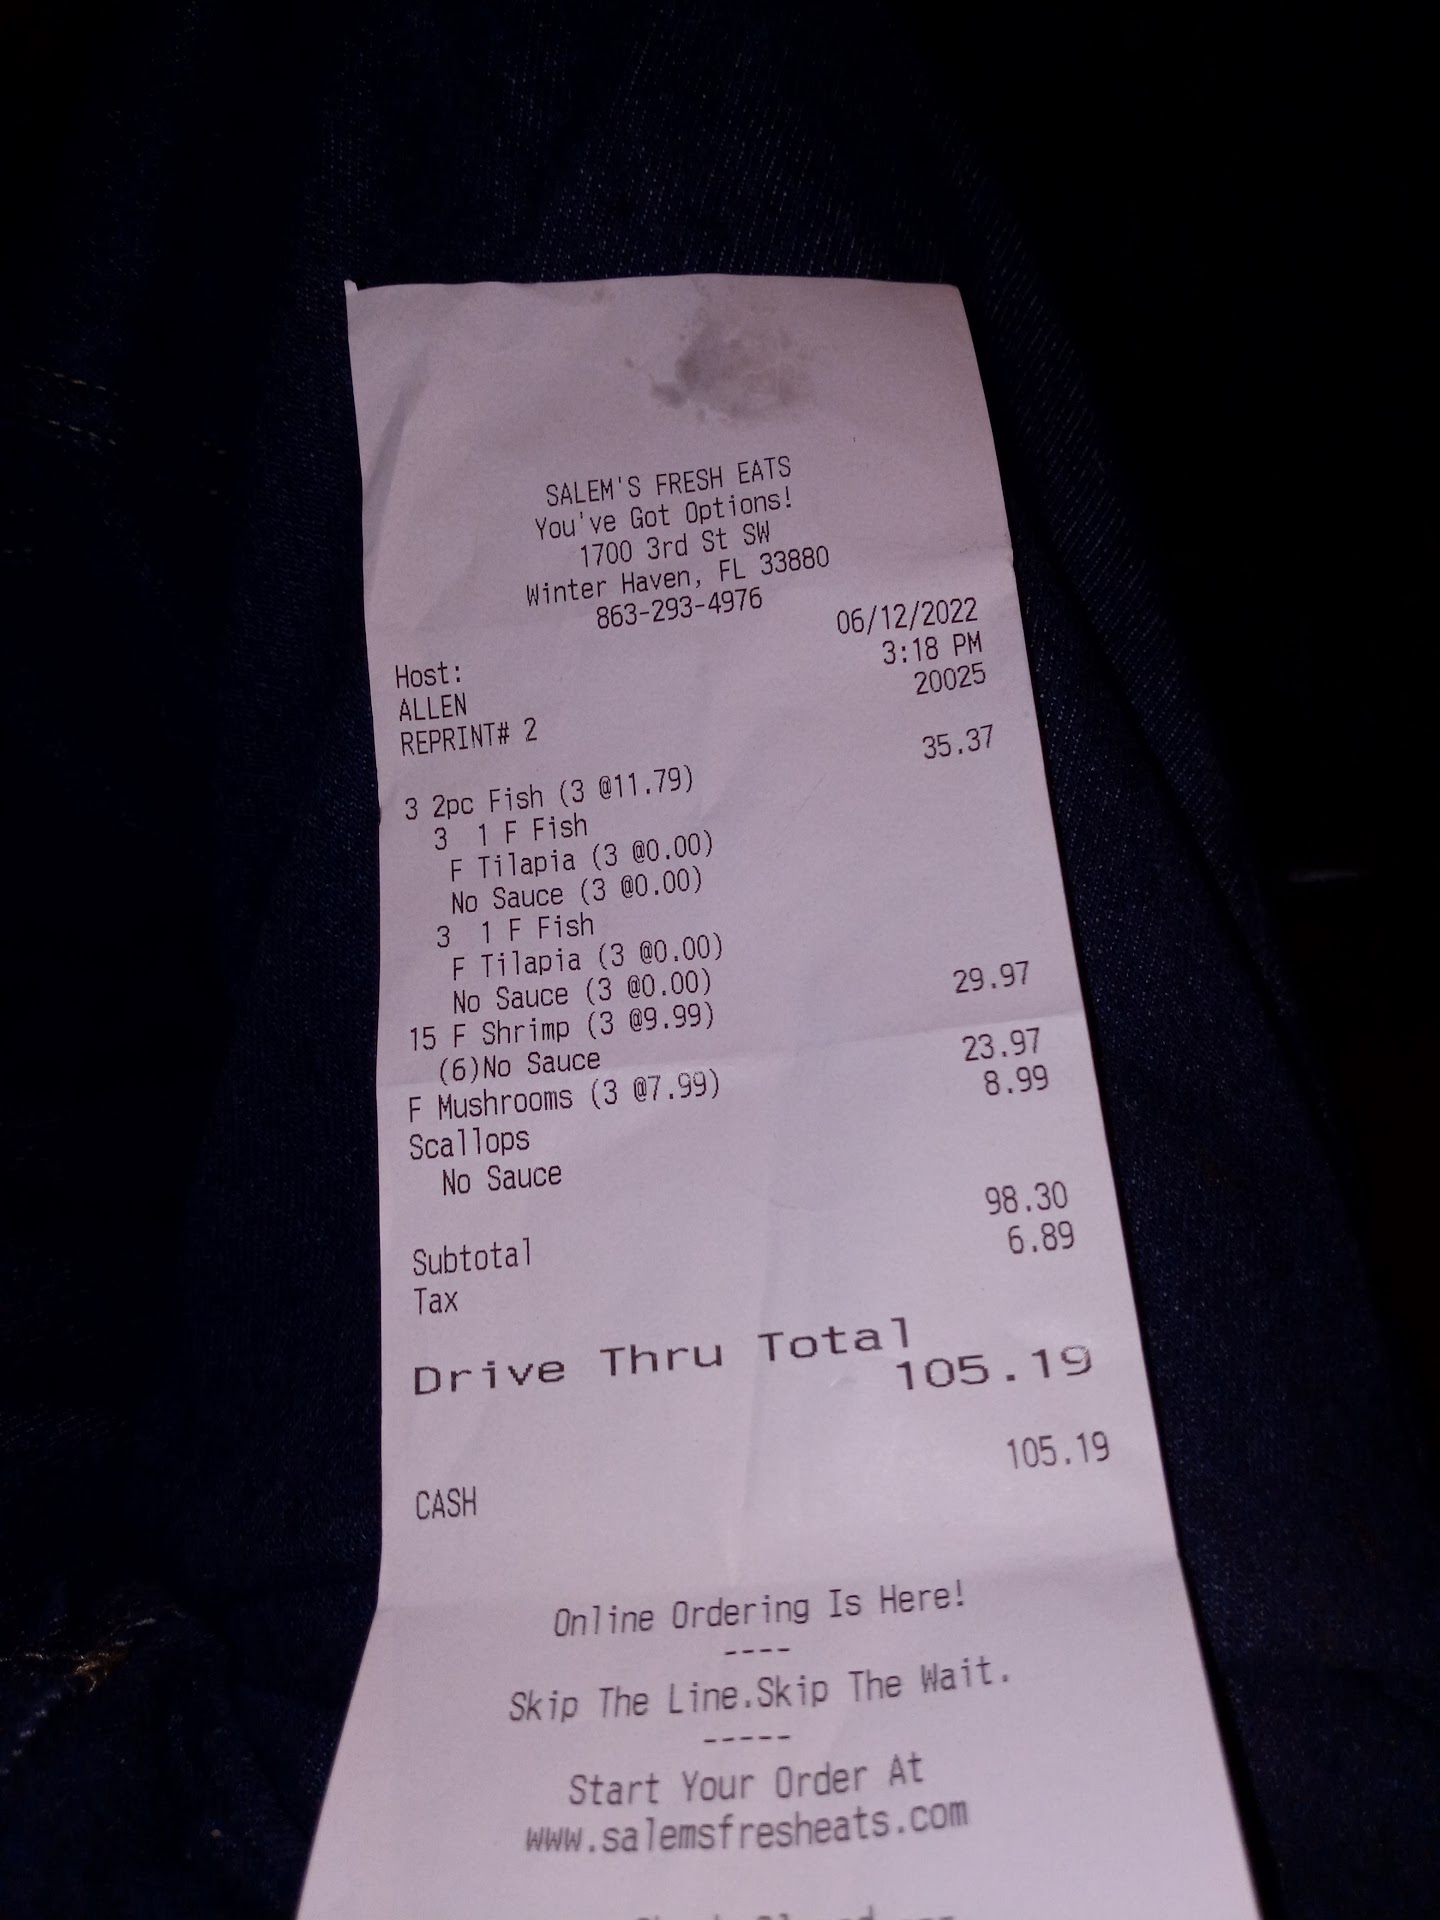 SALEM'S FRESH EATS
You've Got Options!
1700 3rd St SW
Winter Haven, FL 33880
863-293-4976
06/12/2022
Host: 3:18 PM
ALLEN 20025
REPRINT# 2
3 2pc Fish (3 @11.79) 35.37
3 1 F Fish
F Tilapia (3 @0.00)
No Sauce (3 @0.00)
3 1 F Fish
F Tilapia (3 @0.00)
No Sauce (3 @0.00)
15 F Shrimp (3 @9.99) 29.97
(6)No Sauce
F Mushrooms (3 @7.99) 23.97
Scallops 8.99
No Sauce
Subtotal 98.30
Tax 6.89
Drive Thru Total
105.19
CASH 105.19
Online Ordering Is Here!
----
Skip The Line.Skip The Wait.
-----
Start Your Order At
www.salemsfresheats.com